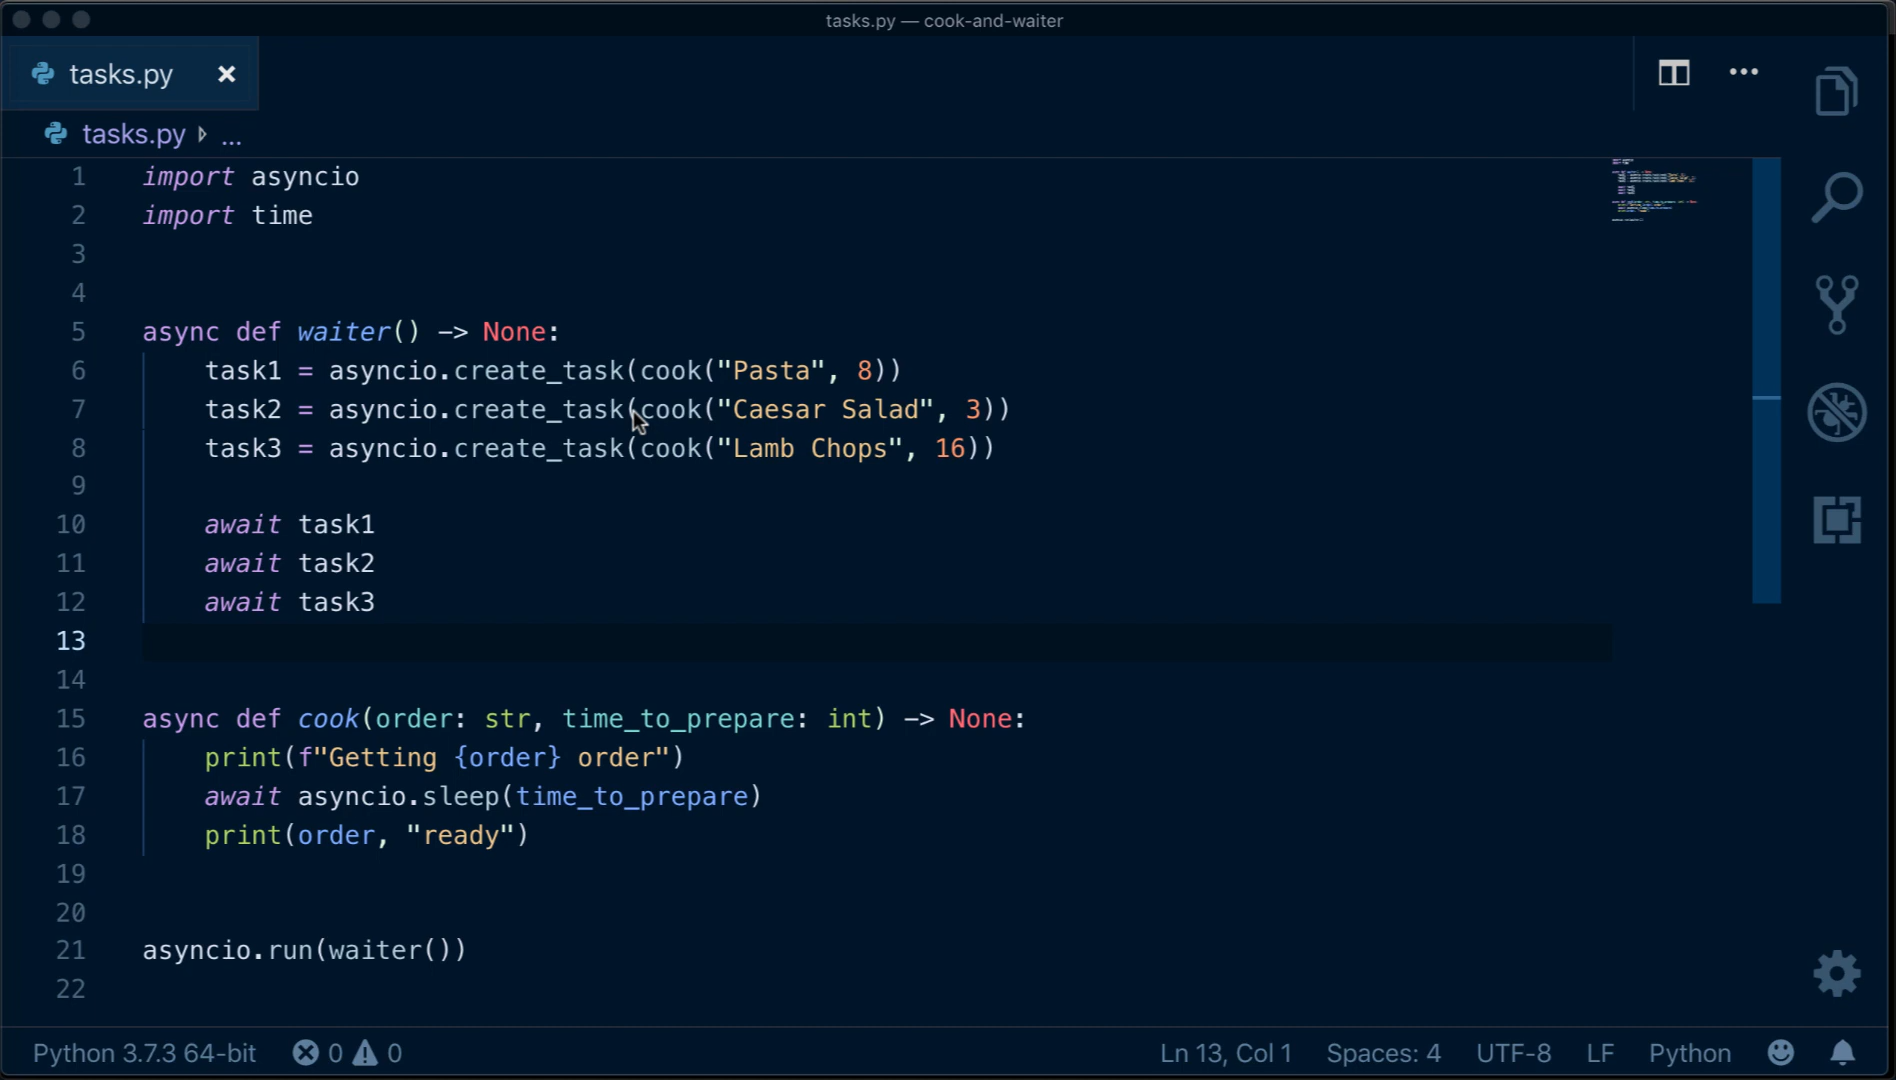 tasks.py — cook-and-waiter
tasks.py
tasks.py ...
1 import asyncio
2 import time
3
4
5 async def waiter() -> None:
6     task1 = asyncio.create_task(cook("Pasta", 8))
7     task2 = asyncio.create_task(cook("Caesar Salad", 3))
8     task3 = asyncio.create_task(cook("Lamb Chops", 16))
9
10     await task1
11     await task2
12     await task3
13
14
15 async def cook(order: str, time_to_prepare: int) -> None:
16     print(f"Getting {order} order")
17     await asyncio.sleep(time_to_prepare)
18     print(order, "ready")
19
20
21 asyncio.run(waiter())
22
Python 3.7.3 64-bit 0 0 Ln 13, Col 1 Spaces: 4 UTF-8 LF Python